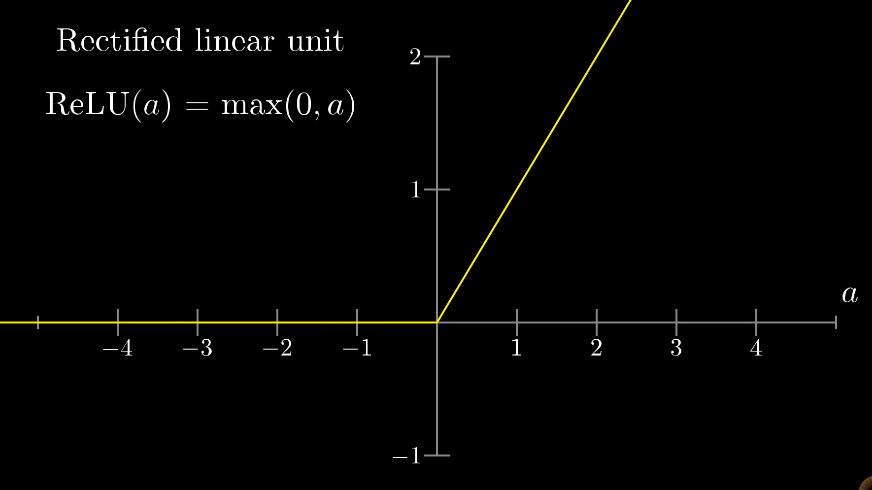 Rectified linear unit
ReLU(a) = max(0, a)
2
1
a
−4 −3 −2 −1 1 2 3 4
−1